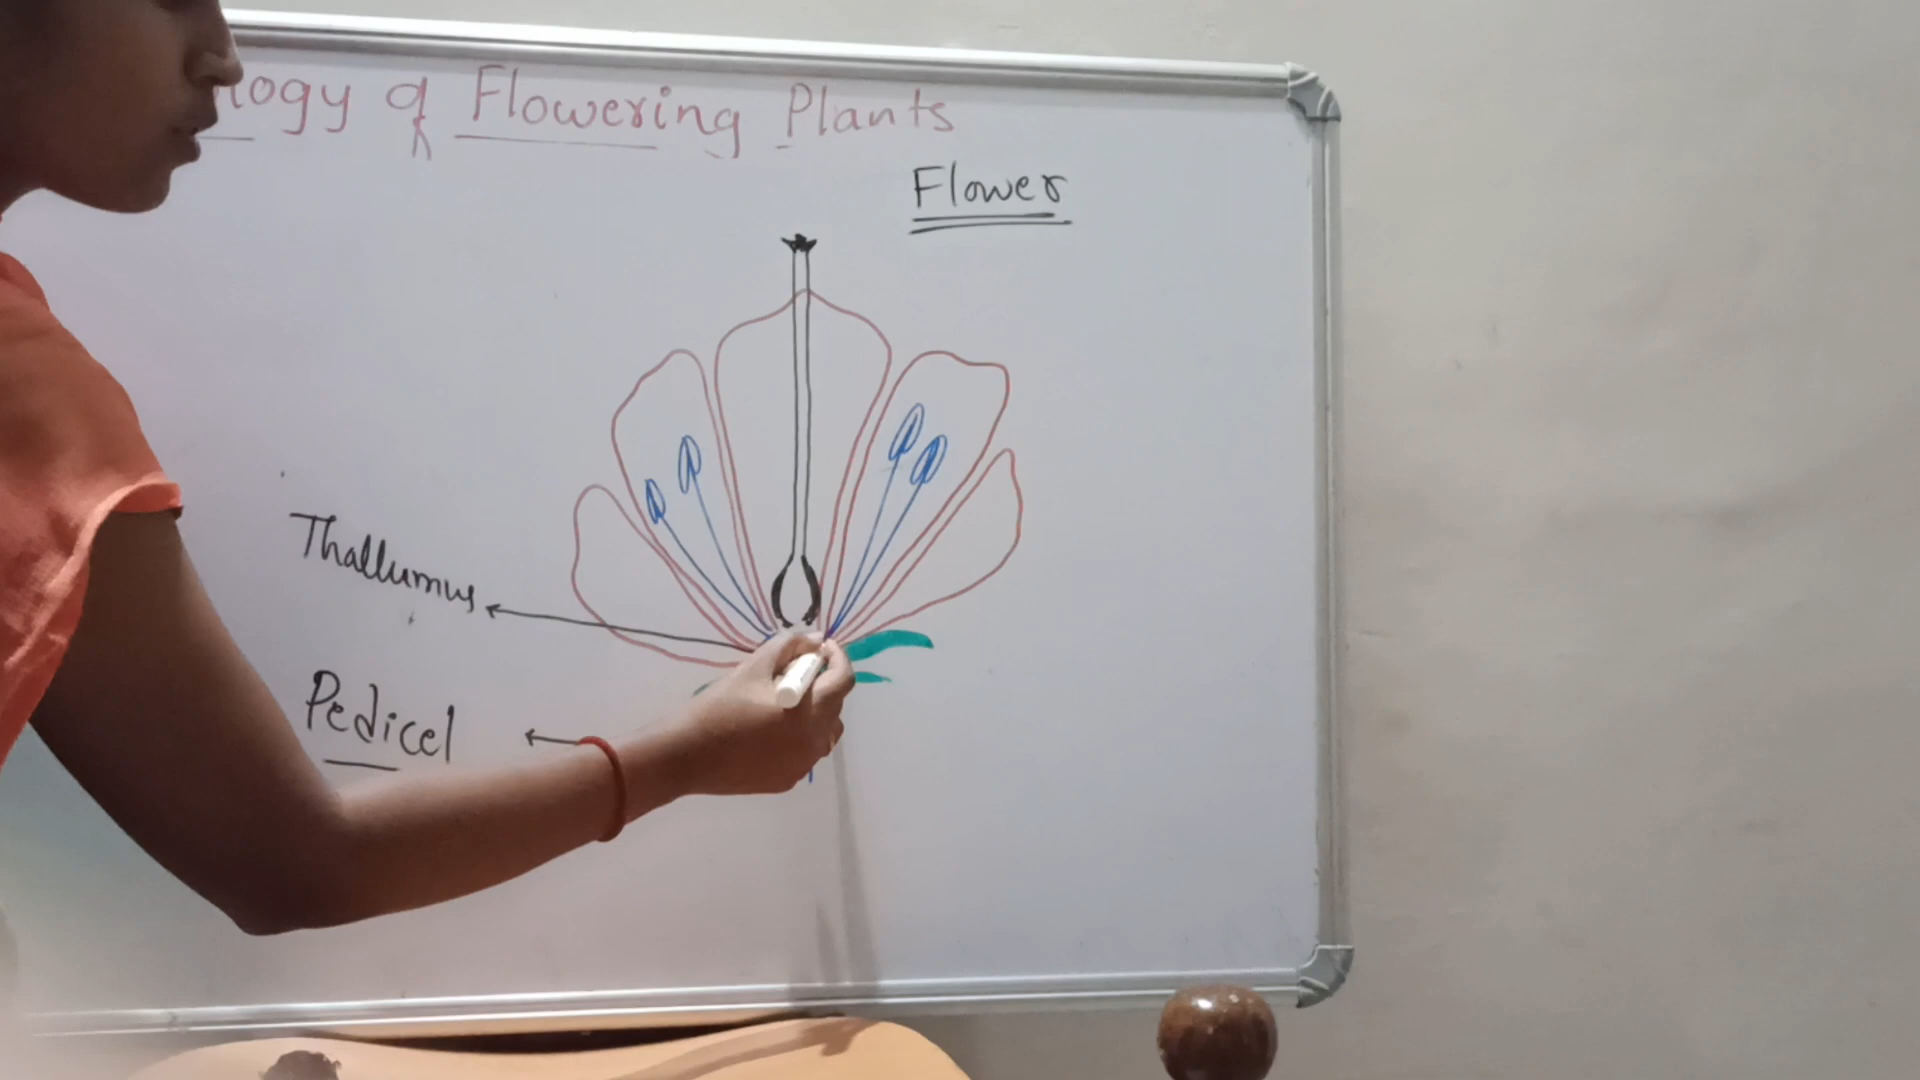 logy of Flowering Plants
Flower
Thallumus
Pedicel